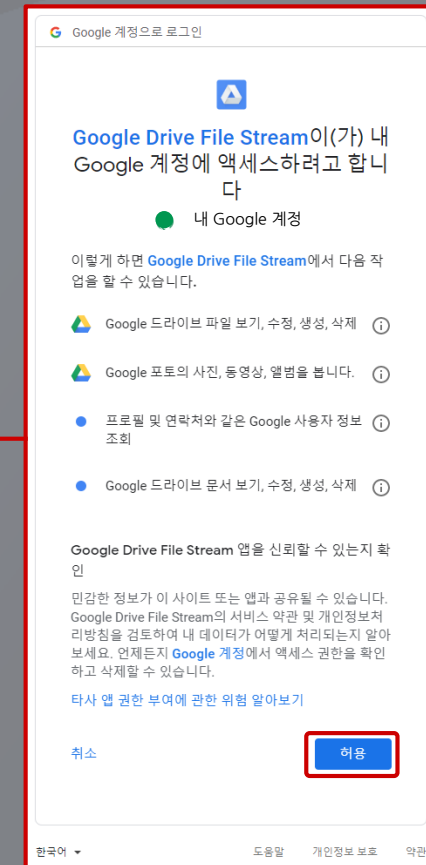 Google 계정으로 로그인
Google Drive File Stream이(가) 내
Google 계정에 액세스하려고 합니
다
내 Google 계정
이렇게 하면 Google Drive File Stream에서 다음 작
업을 할 수 있습니다.
Google 드라이브 파일 보기, 수정, 생성, 삭제
Google 포토의 사진, 동영상, 앨범을 봅니다.
프로필 및 연락처와 같은 Google 사용자 정보
조회
Google 드라이브 문서 보기, 수정, 생성, 삭제
Google Drive File Stream 앱을 신뢰할 수 있는지 확
인
민감한 정보가 이 사이트 또는 앱과 공유될 수 있습니다.
Google Drive File Stream의 서비스 약관 및 개인정보처
리방침을 검토하여 내 데이터가 어떻게 처리되는지 알아
보세요. 언제든지 Google 계정에서 액세스 권한을 확인
하고 삭제할 수 있습니다.
타사 앱 권한 부여에 관한 위험 알아보기
취소 허용
한국어 도움말 개인정보 보호 약관